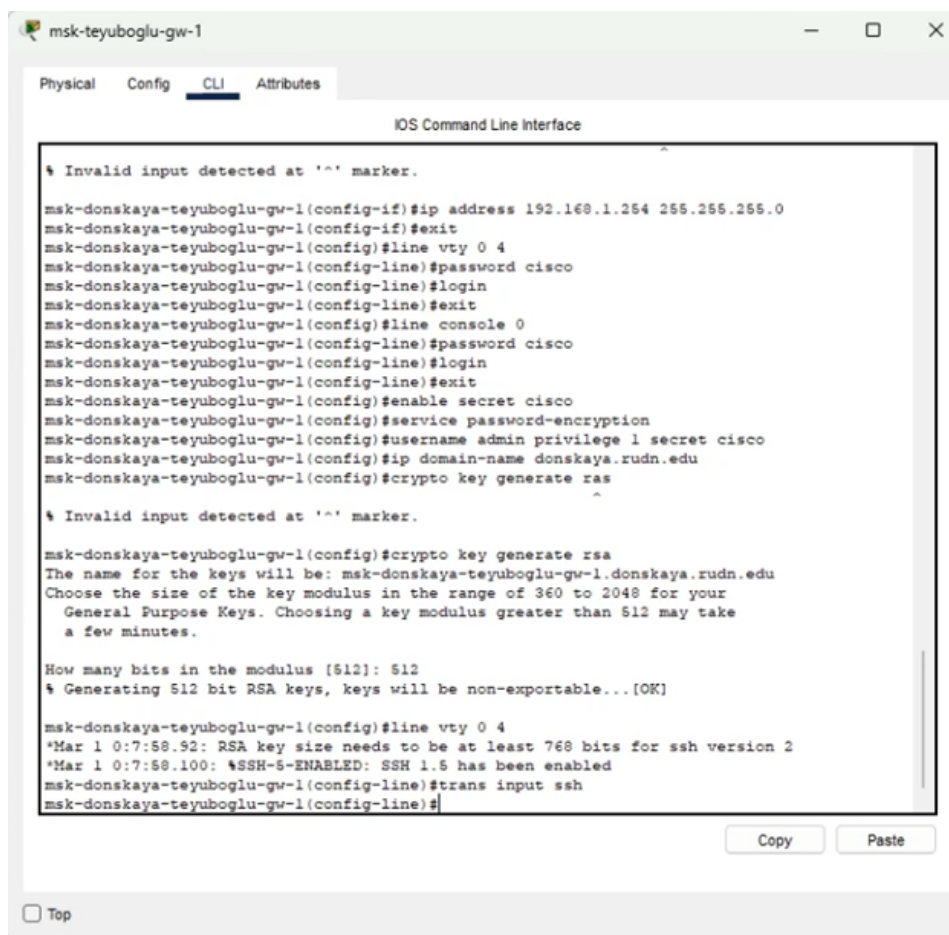 msk-teyuboglu-gw-1
Physical Config CLI Attributes
IOS Command Line Interface
^
% Invalid input detected at '^' marker.
msk-donskaya-teyuboglu-gw-1(config-if)#ip address 192.168.1.254 255.255.255.0
msk-donskaya-teyuboglu-gw-1(config-if)#exit
msk-donskaya-teyuboglu-gw-1(config)#line vty 0 4
msk-donskaya-teyuboglu-gw-1(config-line)#password cisco
msk-donskaya-teyuboglu-gw-1(config-line)#login
msk-donskaya-teyuboglu-gw-1(config-line)#exit
msk-donskaya-teyuboglu-gw-1(config)#line console 0
msk-donskaya-teyuboglu-gw-1(config-line)#password cisco
msk-donskaya-teyuboglu-gw-1(config-line)#login
msk-donskaya-teyuboglu-gw-1(config-line)#exit
msk-donskaya-teyuboglu-gw-1(config)#enable secret cisco
msk-donskaya-teyuboglu-gw-1(config)#service password-encryption
msk-donskaya-teyuboglu-gw-1(config)#username admin privilege 1 secret cisco
msk-donskaya-teyuboglu-gw-1(config)#ip domain-name donskaya.rudn.edu
msk-donskaya-teyuboglu-gw-1(config)#crypto key generate ras
^
% Invalid input detected at '^' marker.
msk-donskaya-teyuboglu-gw-1(config)#crypto key generate rsa
The name for the keys will be: msk-donskaya-teyuboglu-gw-1.donskaya.rudn.edu
Choose the size of the key modulus in the range of 360 to 2048 for your
General Purpose Keys. Choosing a key modulus greater than 512 may take
a few minutes.
How many bits in the modulus [512]: 512
% Generating 512 bit RSA keys, keys will be non-exportable...[OK]
msk-donskaya-teyuboglu-gw-1(config)#line vty 0 4
*Mar 1 0:7:58.92: RSA key size needs to be at least 768 bits for ssh version 2
*Mar 1 0:7:58.100: %SSH-5-ENABLED: SSH 1.5 has been enabled
msk-donskaya-teyuboglu-gw-1(config-line)#trans input ssh
msk-donskaya-teyuboglu-gw-1(config-line)#
Copy Paste
Top